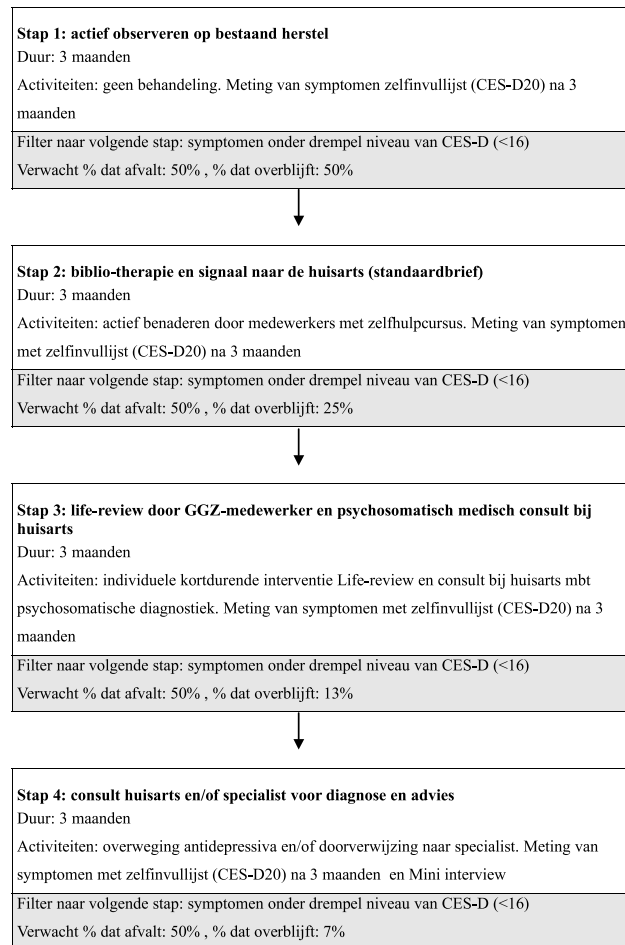 Stap 1: actief observeren op bestaand herstel
Duur: 3 maanden
Activiteiten: geen behandeling. Meting van symptomen zelfinvullijst (CES-D20) na 3
maanden
Filter naar volgende stap: symptomen onder drempel niveau van CES-D (<16)
Verwacht % dat afvalt: 50% , % dat overblijft: 50%
Stap 2: biblio-therapie en signaal naar de huisarts (standaardbrief)
Duur: 3 maanden
Activiteiten: actief benaderen door medewerkers met zelfhulpcursus. Meting van symptomen
met zelfinvullijst (CES-D20) na 3 maanden
Filter naar volgende stap: symptomen onder drempel niveau van CES-D (<16)
Verwacht % dat afvalt: 50% , % dat overblijft: 25%
Stap 3: life-review door GGZ-medewerker en psychosomatisch medisch consult bij
huisarts
Duur: 3 maanden
Activiteiten: individuele kortdurende interventie Life-review en consult bij huisarts mbt
psychosomatische diagnostiek. Meting van symptomen met zelfinvullijst (CES-D20) na 3
maanden
Filter naar volgende stap: symptomen onder drempel niveau van CES-D (<16)
Verwacht % dat afvalt: 50% , % dat overblijft: 13%
Stap 4: consult huisarts en/of specialist voor diagnose en advies
Duur: 3 maanden
Activiteiten: overweging antidepressiva en/of doorverwijzing naar specialist. Meting van
symptomen met zelfinvullijst (CES-D20) na 3 maanden en Mini interview
Filter naar volgende stap: symptomen onder drempel niveau van CES-D (<16)
Verwacht % dat afvalt: 50% , % dat overblijft: 7%